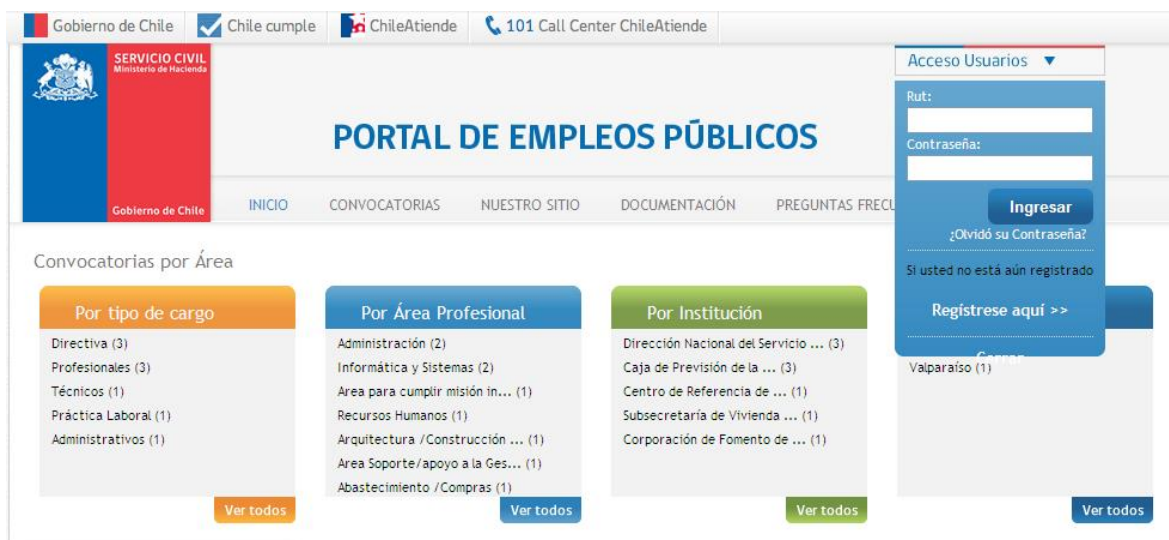 Gobierno de Chile
Chile cumple
ChileAtiende
101 Call Center ChileAtiende
SERVICIO CIVIL
Ministerio de Hacienda
Gobierno de Chile
PORTAL DE EMPLEOS PÚBLICOS
Acceso Usuarios
Rut:
Contraseña:
Ingresar
¿Olvidó su Contraseña?
Si usted no está aún registrado
Regístrese aquí >>
Cerrar
INICIO
CONVOCATORIAS
NUESTRO SITIO
DOCUMENTACIÓN
PREGUNTAS FRECU
Convocatorias por Área
Por tipo de cargo
Directiva (3)
Profesionales (3)
Técnicos (1)
Práctica Laboral (1)
Administrativos (1)
Ver todos
Por Área Profesional
Administración (2)
Informática y Sistemas (2)
Area para cumplir misión in... (1)
Recursos Humanos (1)
Arquitectura /Construcción ... (1)
Area Soporte/apoyo a la Ges... (1)
Abastecimiento /Compras (1)
Ver todos
Por Institución
Dirección Nacional del Servicio ... (3)
Caja de Previsión de la ... (3)
Centro de Referencia de ... (1)
Subsecretaría de Vivienda ... (1)
Corporación de Fomento de ... (1)
Ver todos
Valparaíso (1)
Ver todos